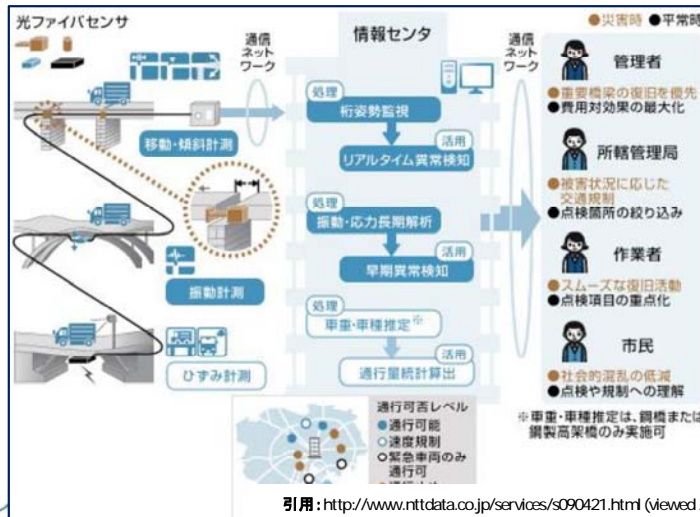 光ファイバセンサ
移動・傾斜計測
振動計測
ひずみ計測
通信
ネット
ワーク
情報センタ
処理
桁姿勢監視
活用
リアルタイム異常検知
処理
振動・応力長期解析
活用
早期異常検知
処理
車重・車種推定※
活用
通行量統計算出
通信
ネット
ワーク
●災害時 ●平常時
管理者
●重要橋梁の復旧を優先
●費用対効果の最大化
所轄管理局
●被害状況に応じた
交通規制
●点検箇所の絞り込み
作業者
●スムーズな復旧活動
●点検項目の重点化
市民
●社会的混乱の低減
●点検や規制への理解
※車重・車種推定は、鋼橋または
鋼製高架橋のみ実施可
通行可否レベル
●通行可能
○速度規制
○緊急車両のみ
通行可
引用:http://www.nttdata.co.jp/services/s090421.html (viewed